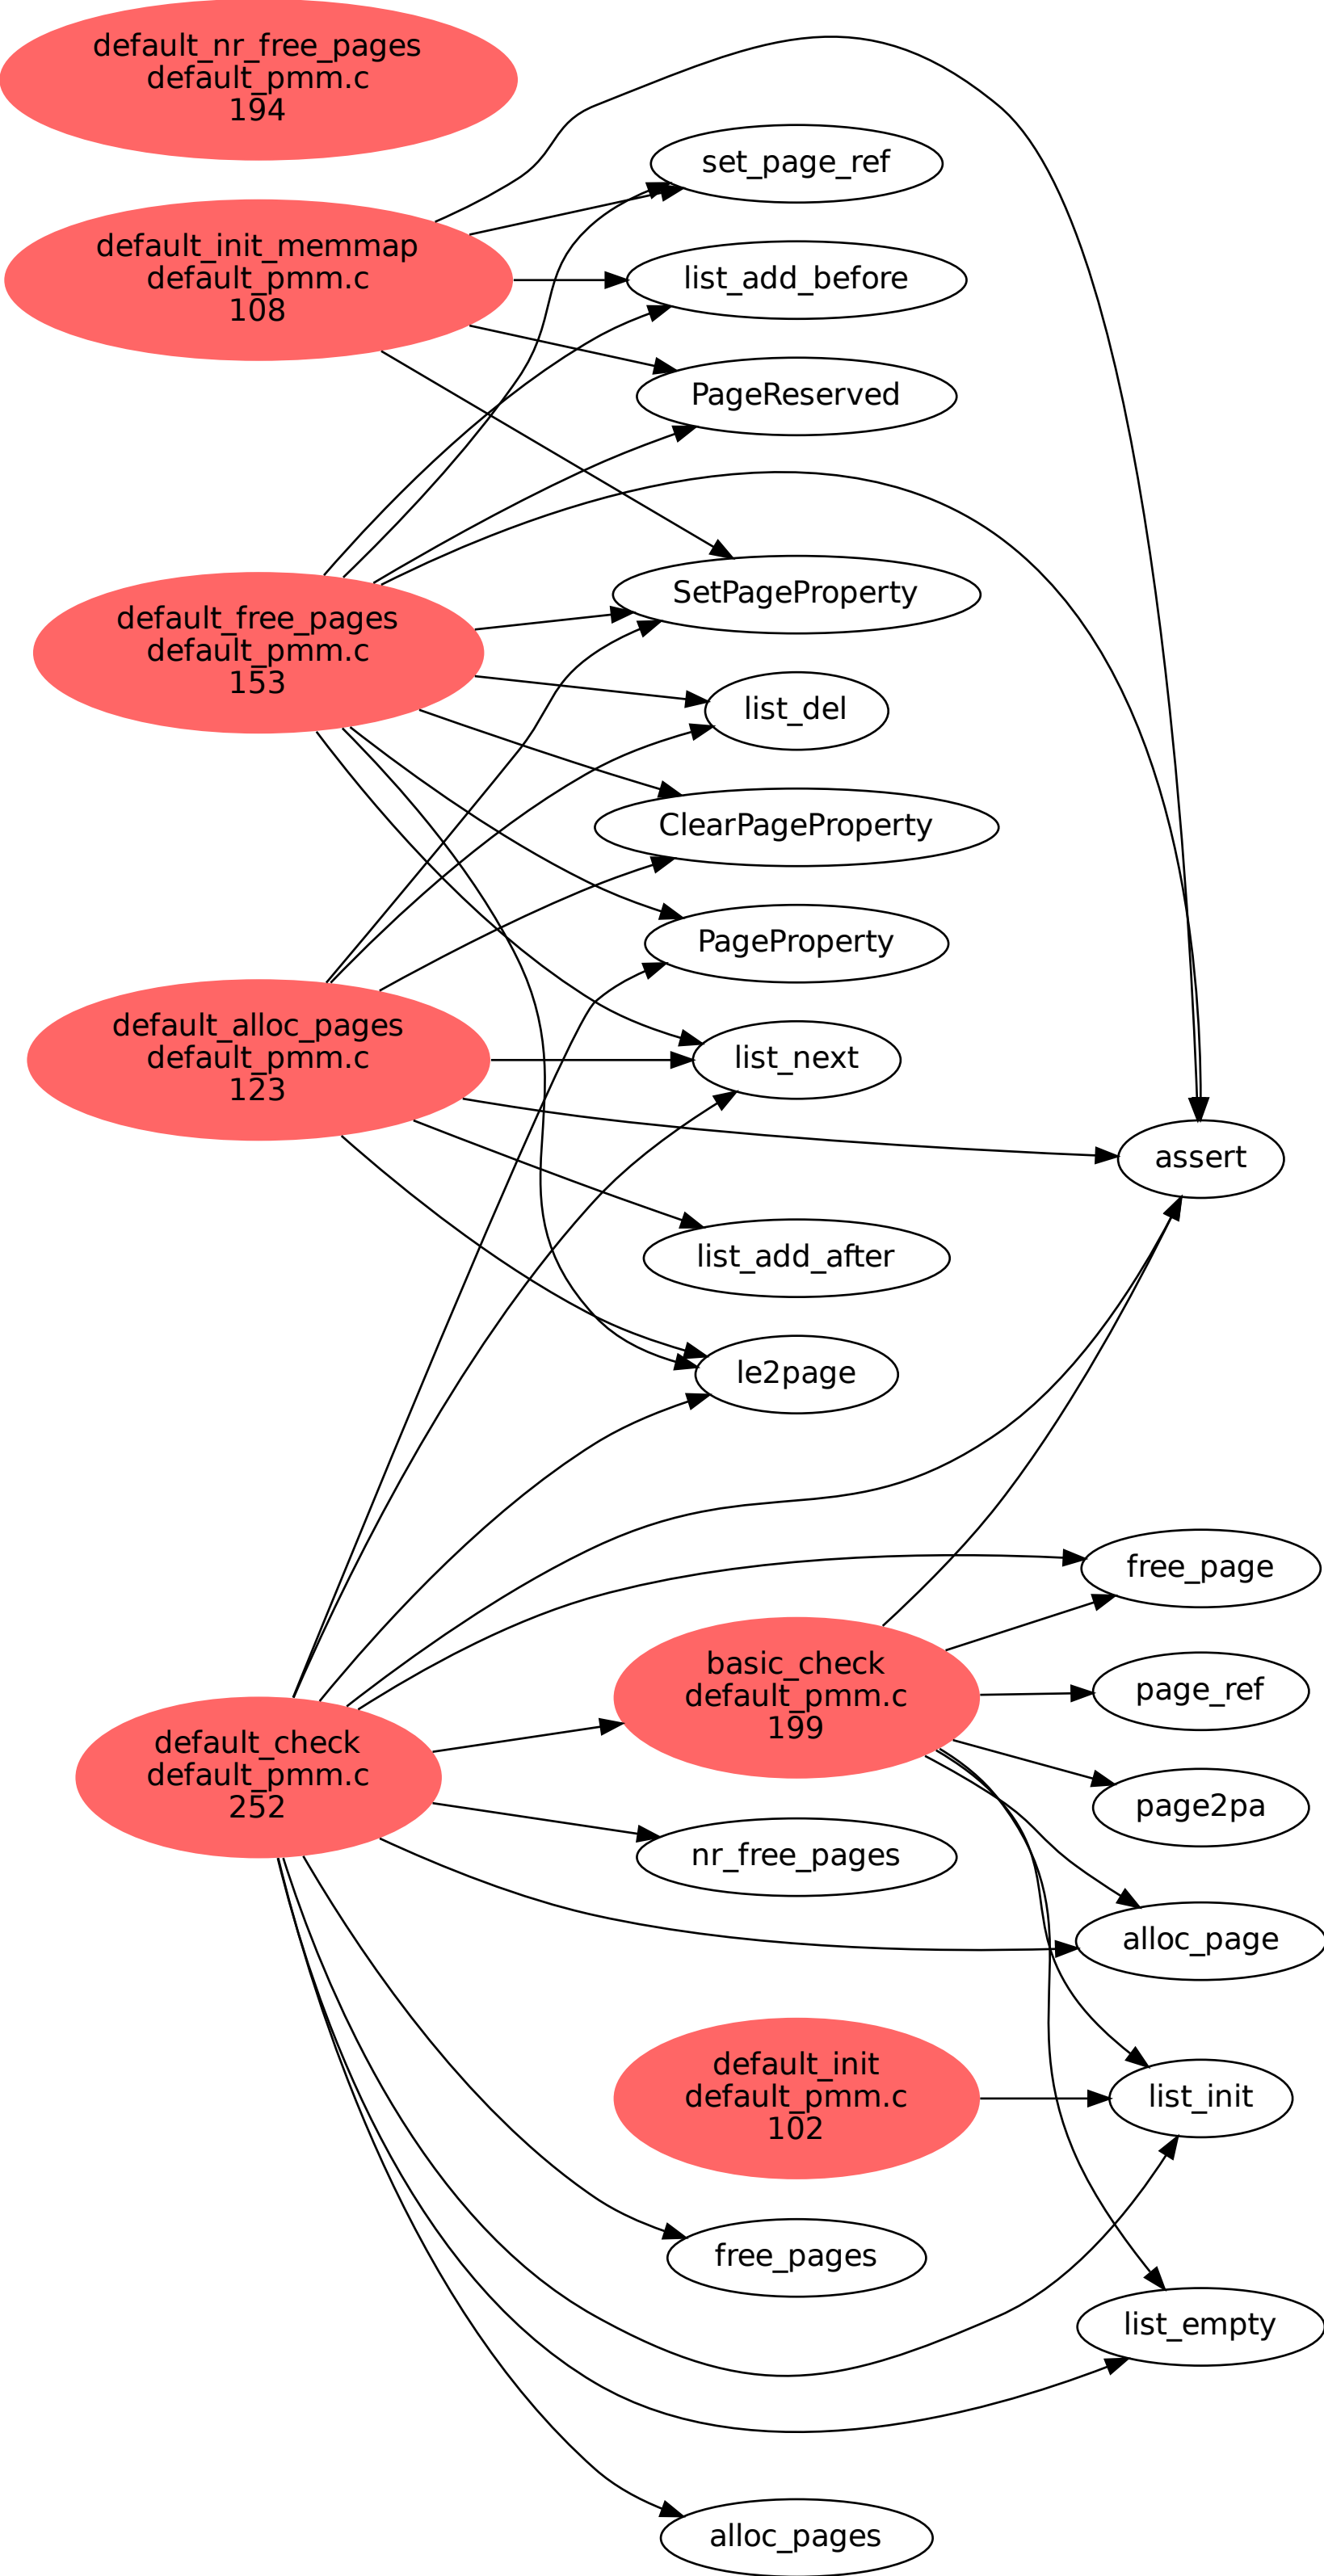 default_nr_free_pages
default_pmm.c
194
set_page_ref
default_init_memmap
default_pmm.c
108
list_add_before
PageReserved
SetPageProperty
default_free_pages
default_pmm.c
153
list_del
ClearPageProperty
PageProperty
default_alloc_pages
default_pmm.c
123
list_next
assert
list_add_after
le2page
free_page
basic_check
default_pmm.c
199
page_ref
default_check
default_pmm.c
252
page2pa
nr_free_pages
alloc_page
default_init
default_pmm.c
102
list_init
free_pages
list_empty
alloc_pages